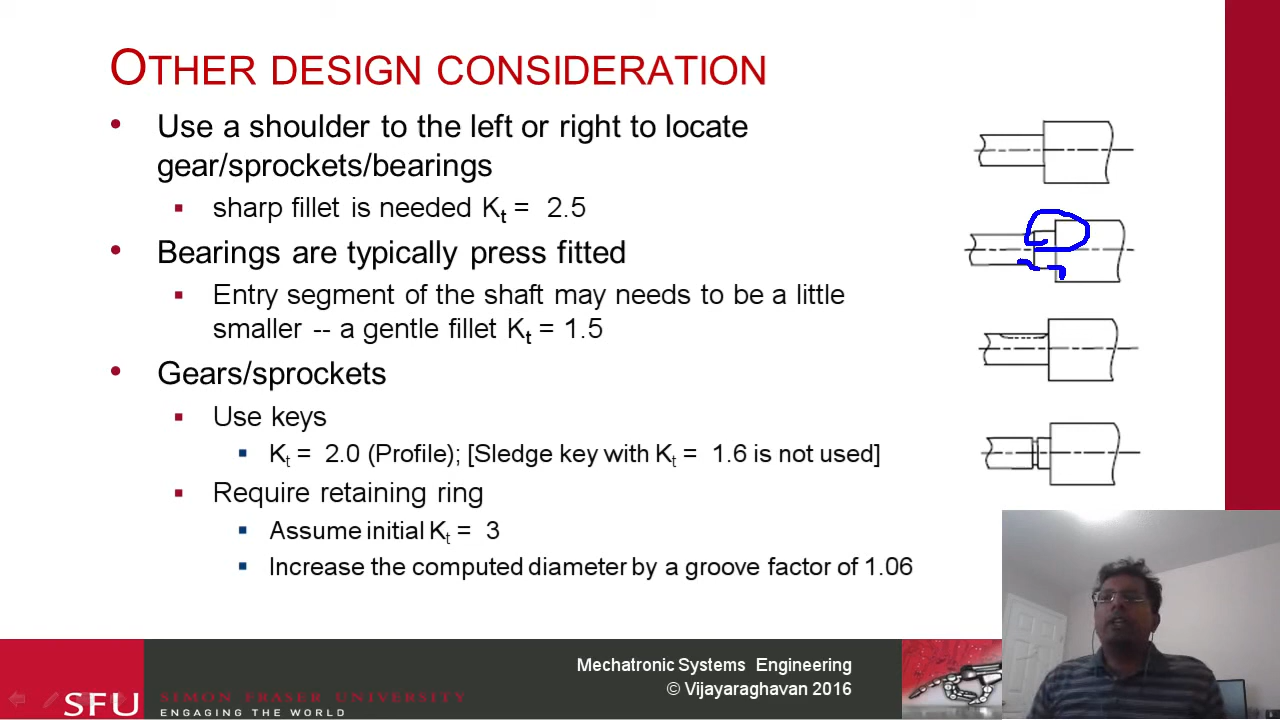 OTHER DESIGN CONSIDERATION
• Use a shoulder to the left or right to locate
gear/sprockets/bearings
▪ sharp fillet is needed Kt = 2.5
• Bearings are typically press fitted
▪ Entry segment of the shaft may needs to be a little
smaller -- a gentle fillet Kt = 1.5
• Gears/sprockets
▪ Use keys
▪ Kt = 2.0 (Profile); [Sledge key with Kt = 1.6 is not used]
▪ Require retaining ring
▪ Assume initial Kt = 3
▪ Increase the computed diameter by a groove factor of 1.06
Mechatronic Systems Engineering
© Vijayaraghavan 2016
SFU
SIMON FRASER UNIVERSITY
ENGAGING THE WORLD